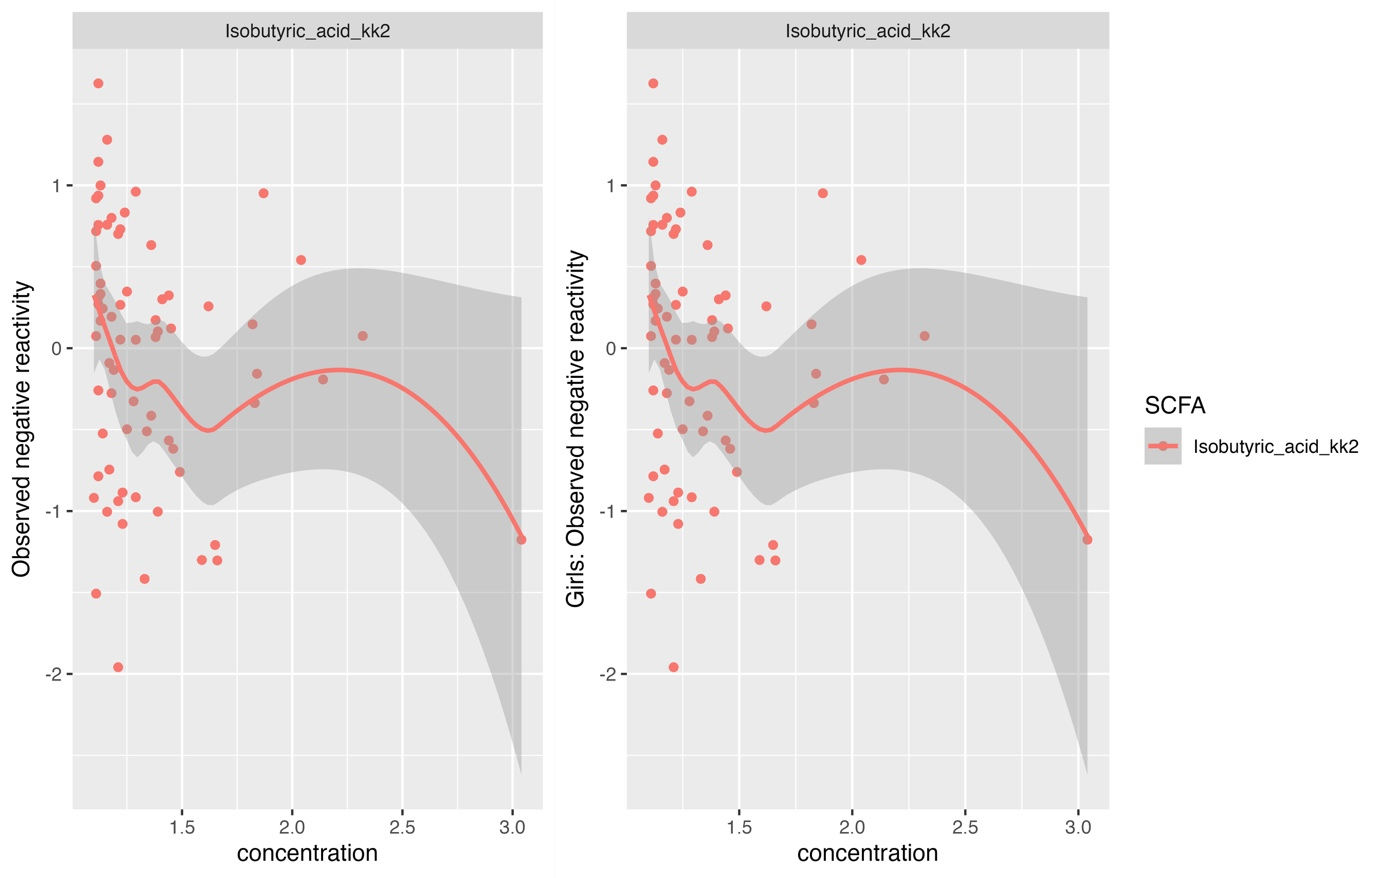 Isobutyric_acid_kk2
Observed negative reactivity
1
0
-1
-2
1.5 2.0 2.5 3.0
concentration
Isobutyric_acid_kk2
Girls: Observed negative reactivity
1
0
-1
-2
1.5 2.0 2.5 3.0
concentration
SCFA
Isobutyric_acid_kk2